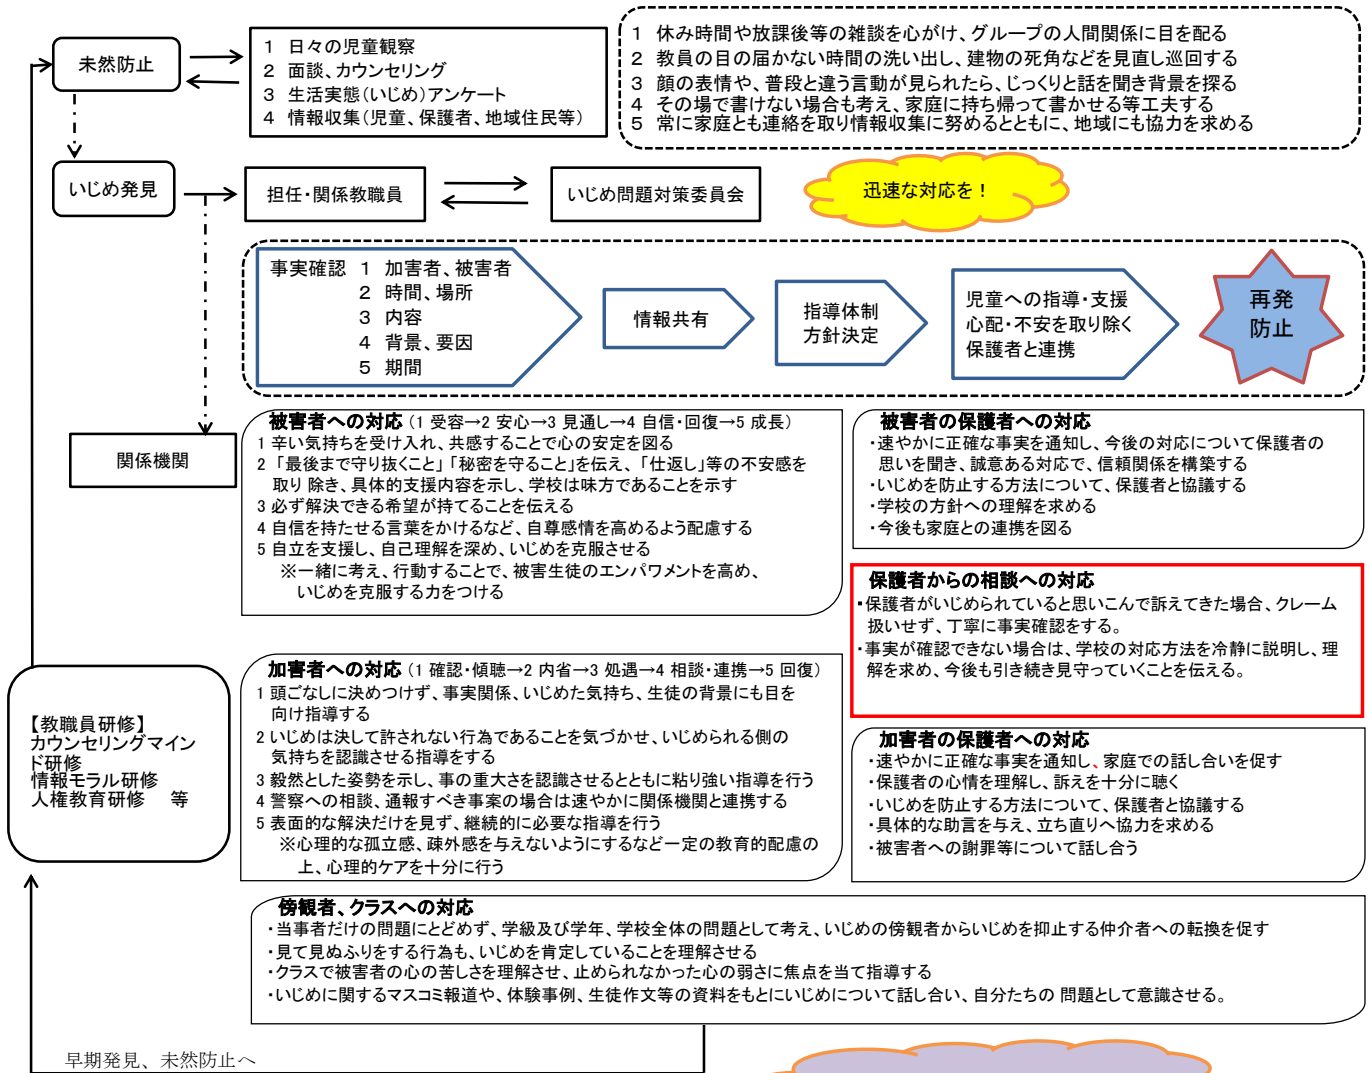 未然防止
1 日々の児童観察
2 面談、カウンセリング
3 生活実態(いじめ)アンケート
4 情報収集(児童、保護者、地域住民等)
1 休み時間や放課後等の雑談を心がけ、グループの人間関係に目を配る
2 教員の目の届かない時間の洗い出し、建物の死角などを見直し巡回する
3 顔の表情や、普段と違う言動が見られたら、じっくりと話を聞き背景を探る
4 その場で書けない場合も考え、家庭に持ち帰って書かせる等工夫する
5 常に家庭とも連絡を取り情報収集に努めるとともに、地域にも協力を求める
いじめ発見
担任・関係教職員
いじめ問題対策委員会
迅速な対応を！
事実確認 1 加害者、被害者
2 時間、場所
3 内容
4 背景、要因
5 期間
情報共有
指導体制
方針決定
児童への指導・支援
心配・不安を取り除く
保護者と連携
再発
防止
関係機関
被害者への対応 (1 受容→2 安心→3 見通し→4 自信・回復→5 成長)
1 辛い気持ちを受け入れ、共感することで心の安定を図る
2 「最後まで守り抜くこと」「秘密を守ること」を伝え、「仕返し」等の不安感を
取り 除き、具体的支援内容を示し、学校は味方であることを示す
3 必ず解決できる希望が持てることを伝える
4 自信を持たせる言葉をかけるなど、自尊感情を高めるよう配慮する
5 自立を支援し、自己理解を深め、いじめを克服させる
※一緒に考え、行動することで、被害生徒のエンパワメントを高め、
いじめを克服する力をつける
被害者の保護者への対応
・速やかに正確な事実を通知し、今後の対応について保護者の
思いを聞き、誠意ある対応で、信頼関係を構築する
・いじめを防止する方法について、保護者と協議する
・学校の方針への理解を求める
・今後も家庭との連携を図る
保護者からの相談への対応
・保護者がいじめられていると思いこんで訴えてきた場合、クレーム
扱いせず、丁寧に事実確認をする。
・事実が確認できない場合は、学校の対応方法を冷静に説明し、理
解を求め、今後も引き続き見守っていくことを伝える。
【教職員研修】
カウンセリングマイン
ド研修
情報モラル研修
人権教育研修 等
加害者への対応 (1 確認・傾聴→2 内省→3 処遇→4 相談・連携→5 回復)
1 頭ごなしに決めつけず、事実関係、いじめた気持ち、生徒の背景にも目を
向け指導する
2 いじめは決して許されない行為であることを気づかせ、いじめられる側の
気持ちを認識させる指導をする
3 毅然とした姿勢を示し、事の重大さを認識させるとともに粘り強い指導を行う
4 警察への相談、通報すべき事案の場合は速やかに関係機関と連携する
5 表面的な解決だけを見ず、継続的に必要な指導を行う
※心理的な孤立感、疎外感を与えないようにするなど一定の教育的配慮の
上、心理的ケアを十分に行う
加害者の保護者への対応
・速やかに正確な事実を通知し、家庭での話し合いを促す
・保護者の心情を理解し、訴えを十分に聴く
・いじめを防止する方法について、保護者と協議する
・具体的な助言を与え、立ち直りへ協力を求める
・被害者への謝罪等について話し合う
傍観者、クラスへの対応
・当事者だけの問題にとどめず、学級及び学年、学校全体の問題として考え、いじめの傍観者からいじめを抑止する仲介者への転換を促す
・見て見ぬふりをする行為も、いじめを肯定していることを理解させる
・クラスで被害者の心の苦しさを理解させ、止められなかった心の弱さに焦点を当て指導する
・いじめに関するマスコミ報道や、体験事例、生徒作文等の資料をもとにいじめについて話し合い、自分たちの 問題として意識させる。
早期発見、未然防止へ